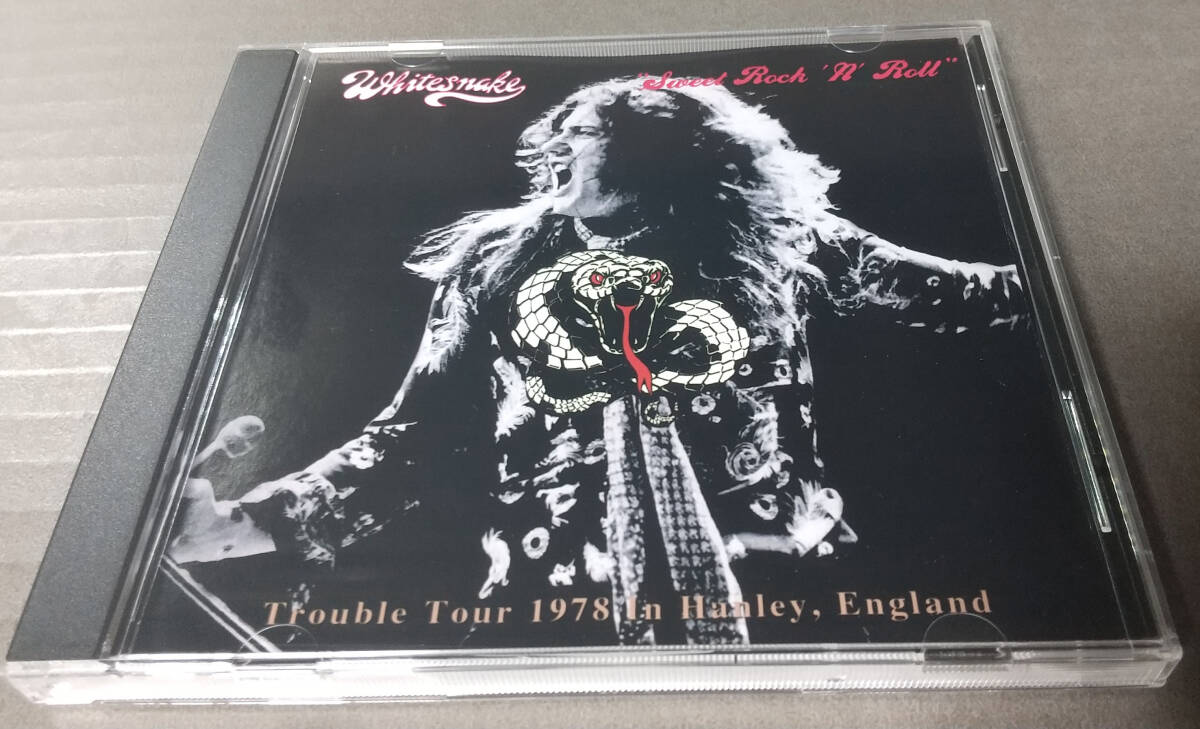 Whitesnake
"Sweet Rock 'N' Roll"
Trouble Tour 1978 In Hanley, England